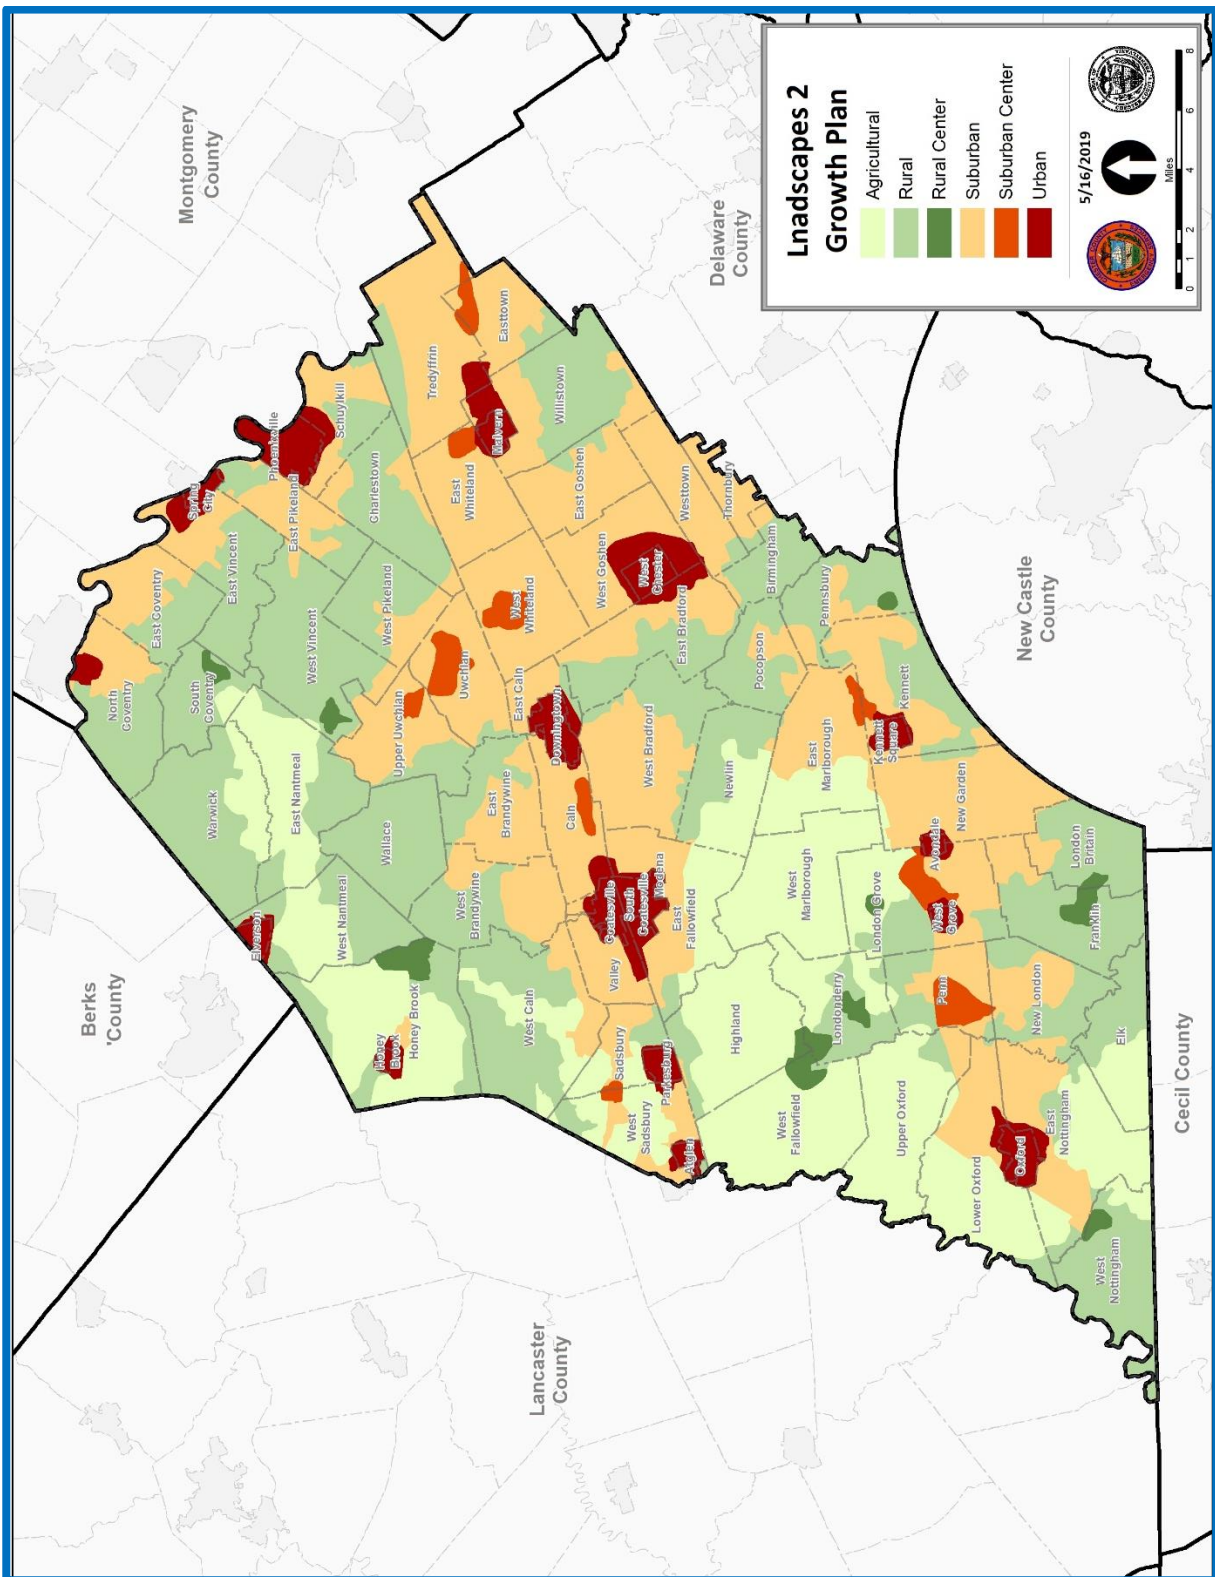 Lnadscapes 2
Growth Plan
Agricultural
Rural
Rural Center
Suburban
Suburban Center
Urban
5/16/2019
0 1 2 4 6 8
Miles
Berks
'County
Montgomery
County
Lancaster
County
Delaware
County
New Castle
County
Cecil County
North
Coventry
East Coventry
South
Coventry
Spring
City
East Vincent
Warwick
Phoenixville
Schuylkill
East Pikeland
Elverson
East Nantmeal
West Vincent
Charlestown
West Pikeland
West Nantmeal
Wallace
Upper Uwchlan
Tredyffrin
Honey
Brook
Honey Brook
Uwchlan
East
Whiteland
Malvern
Easttown
West
Brandywine
East
Brandywine
West
Whiteland
East Caln
Willistown
West Caln
Downingtown
East Goshen
Caln
West Goshen
Coatesville
South
Coatesville
Valley
Modena
West
Chester
Westtown
Sadsbury
West Bradford
East Bradford
Thornbury
West
Sadsbury
Parkesburg
East
Fallowfield
Atglen
Newlin
Birmingham
Pocopson
Highland
West
Marlborough
East
Marlborough
Pennsbury
West
Fallowfield
Londonderry
London Grove
Kennett
Square
Kennett
Upper Oxford
Avondale
West
Grove
Penn
New Garden
Lower Oxford
New London
Oxford
East
Nottingham
London
Britain
Franklin
Elk
West
Nottingham